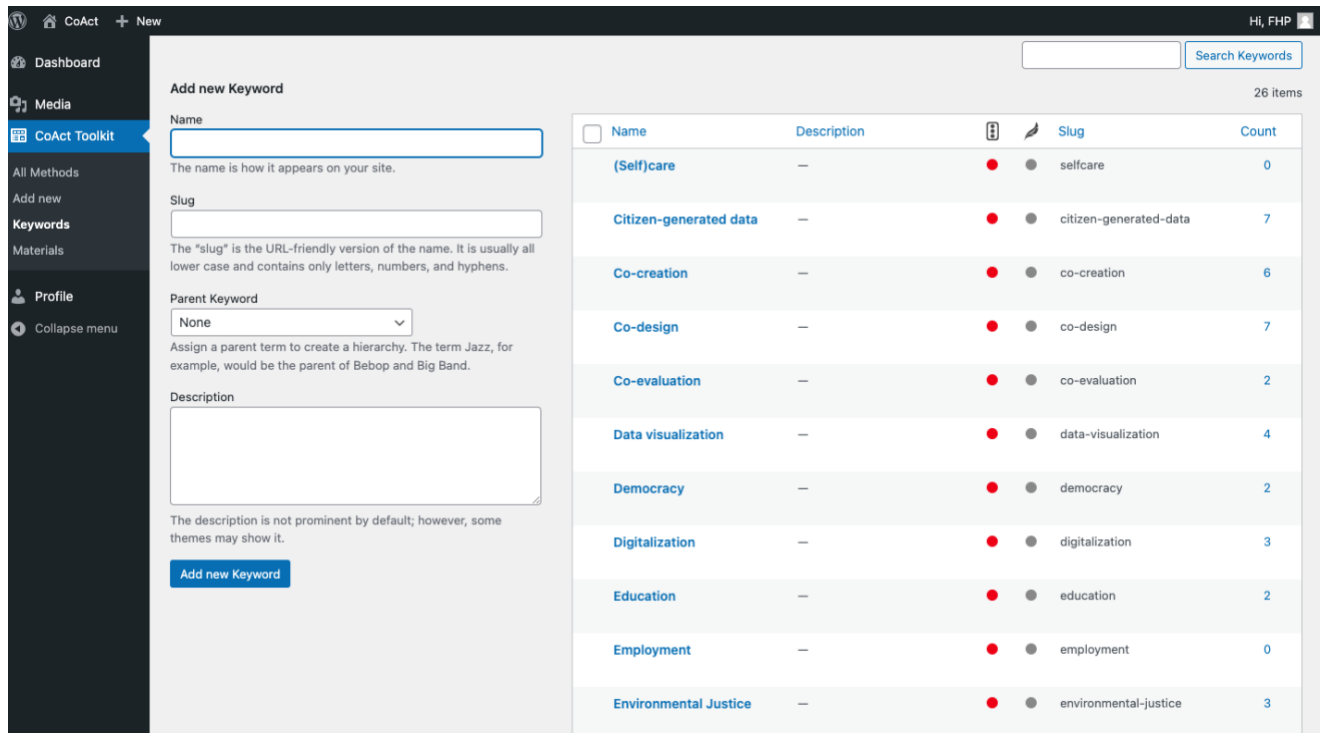 CoAct + New Hi, FHP
Dashboard
Media
CoAct Toolkit
All Methods
Add new
Keywords
Materials
Profile
Collapse menu
Search Keywords
26 items
Add new Keyword
Name
The name is how it appears on your site.
Slug
The “slug” is the URL-friendly version of the name. It is usually all
lower case and contains only letters, numbers, and hyphens.
Parent Keyword
None
Assign a parent term to create a hierarchy. The term Jazz, for
example, would be the parent of Bebop and Big Band.
Description
The description is not prominent by default; however, some
themes may show it.
Add new Keyword
Name Description Slug Count
(Self)care — selfcare 0
Citizen-generated data — citizen-generated-data 7
Co-creation — co-creation 6
Co-design — co-design 7
Co-evaluation — co-evaluation 2
Data visualization — data-visualization 4
Democracy — democracy 2
Digitalization — digitalization 3
Education — education 2
Employment — employment 0
Environmental Justice — environmental-justice 3